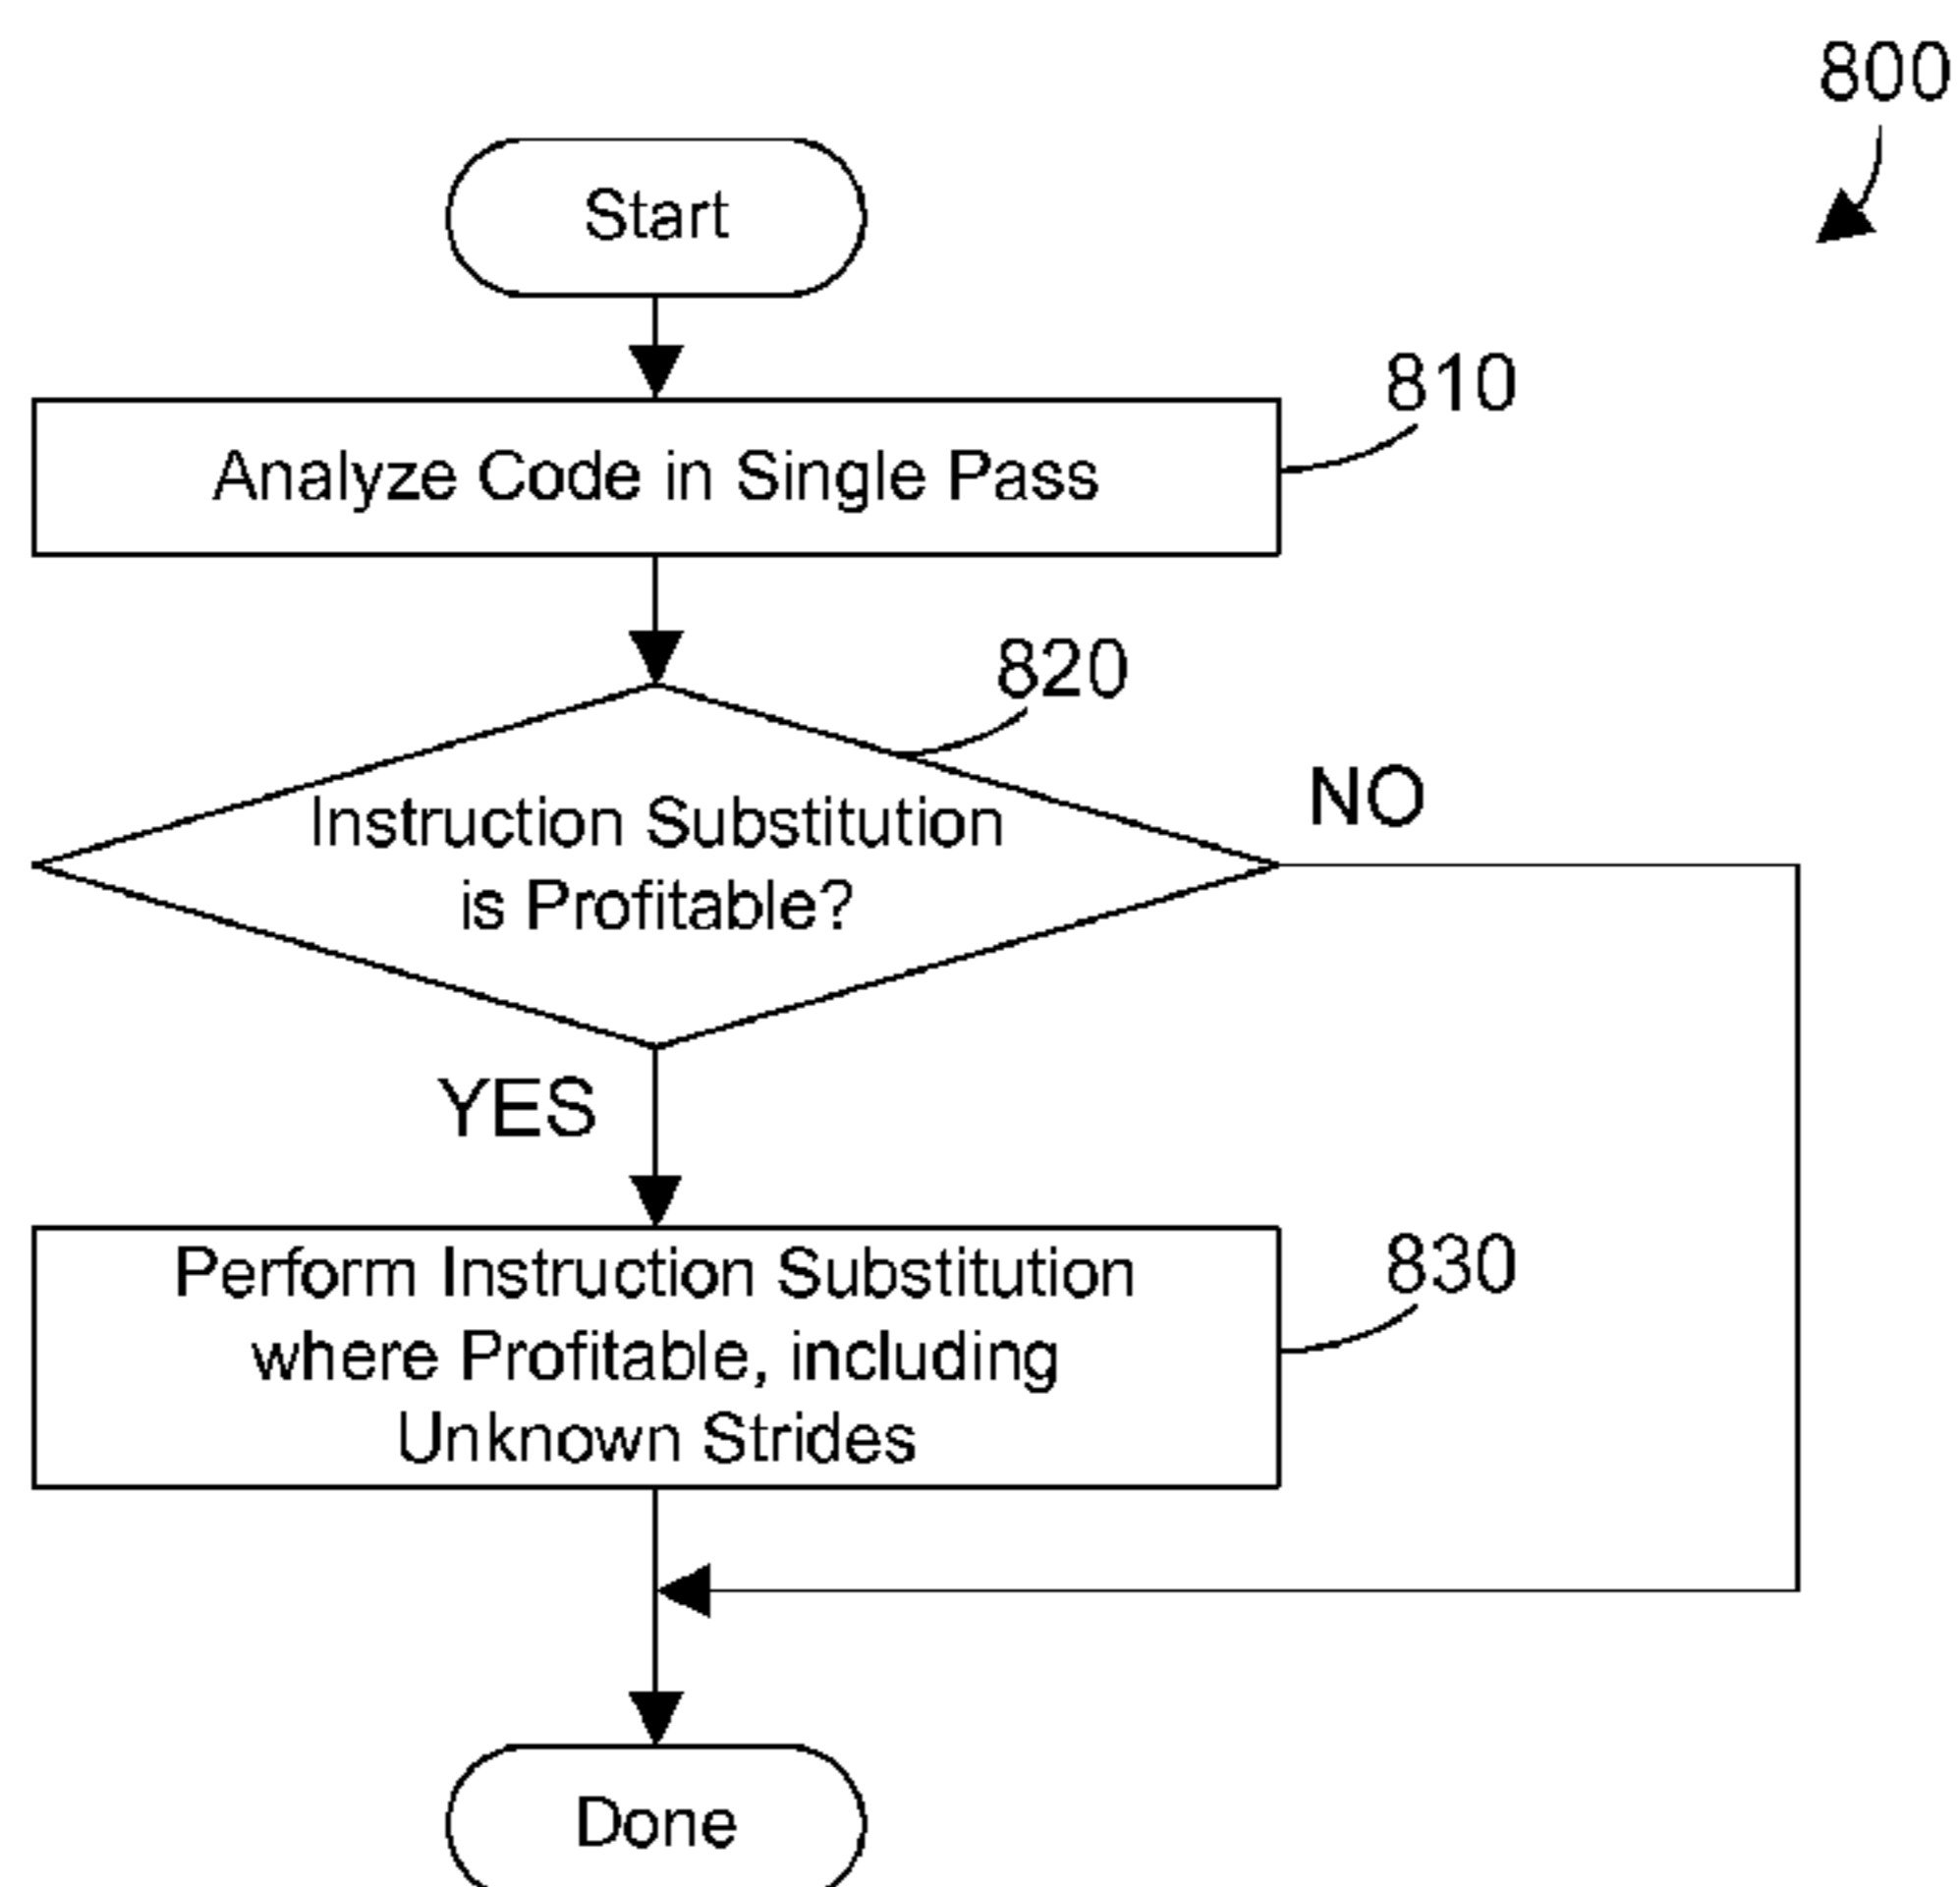 800
Start
810
Analyze Code in Single Pass
820
NO
Instruction Substitution
is Profitable?
YES
830
Perform Instruction Substitution
where Profitable, including
Unknown Strides
Done